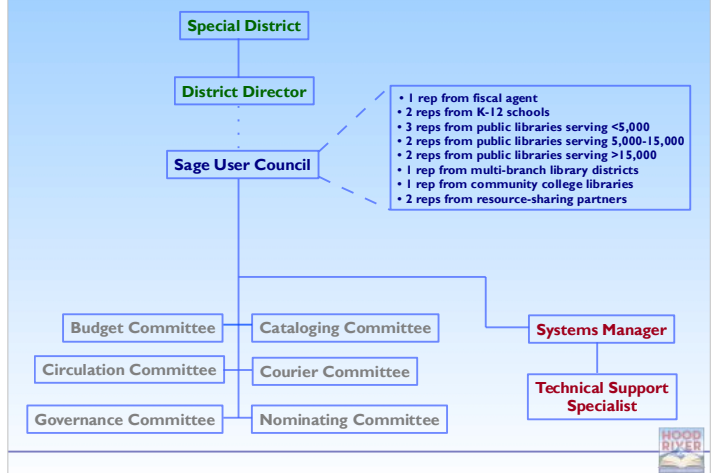 Special District
District Director
Sage User Council
• 1 rep from fiscal agent
• 2 reps from K-12 schools
• 3 reps from public libraries serving <5,000
• 2 reps from public libraries serving 5,000-15,000
• 2 reps from public libraries serving >15,000
• 1 rep from multi-branch library districts
• 1 rep from community college libraries
• 2 reps from resource-sharing partners
Budget Committee
Cataloging Committee
Circulation Committee
Courier Committee
Governance Committee
Nominating Committee
Systems Manager
Technical Support
Specialist
HOOD
RIVER